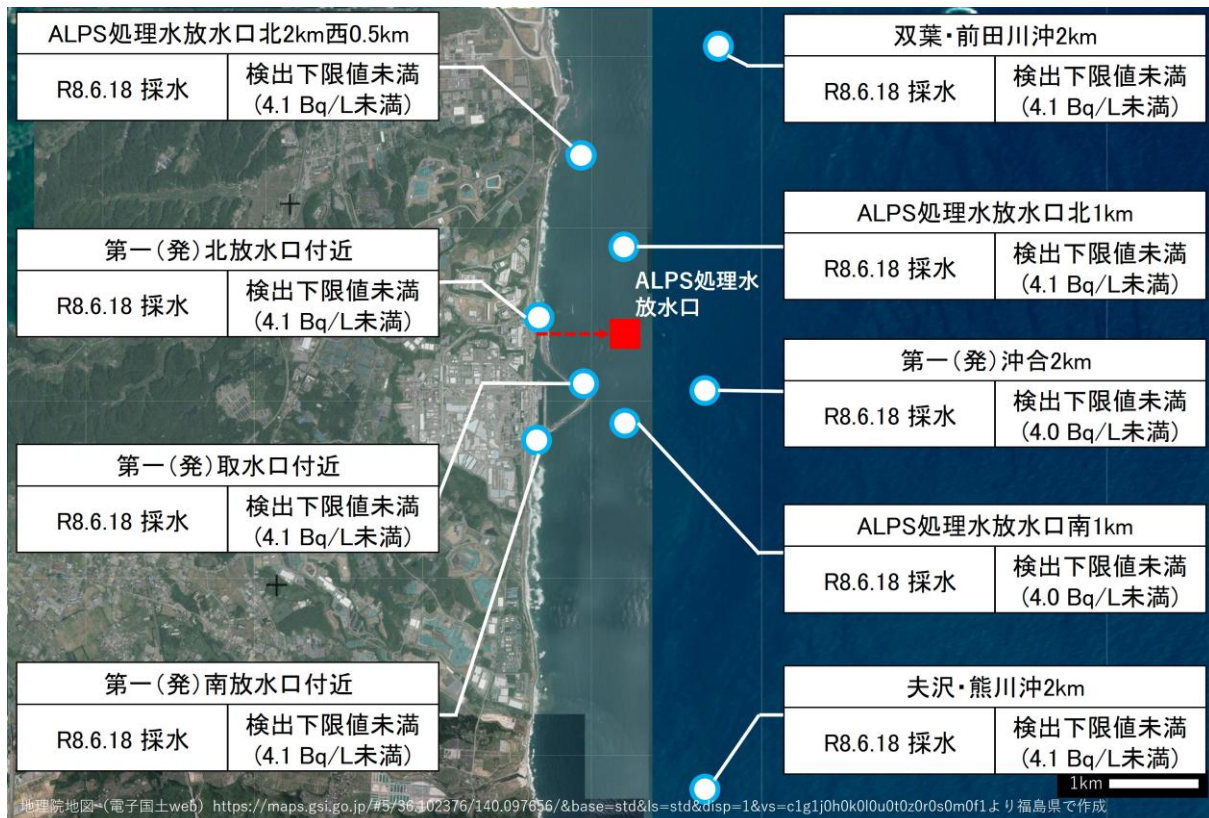 ALPS処理水放水口北2km西0.5km
R8.6.18 採水
検出下限値未満
(4.1 Bq/L未満)
第一(発)北放水口付近
R8.6.18 採水
検出下限値未満
(4.1 Bq/L未満)
第一(発)取水口付近
R8.6.18 採水
検出下限値未満
(4.1 Bq/L未満)
第一(発)南放水口付近
R8.6.18 採水
検出下限値未満
(4.1 Bq/L未満)
ALPS処理水
放水口
双葉・前田川沖2km
R8.6.18 採水
検出下限値未満
(4.1 Bq/L未満)
ALPS処理水放水口北1km
R8.6.18 採水
検出下限値未満
(4.1 Bq/L未満)
第一(発)沖合2km
R8.6.18 採水
検出下限値未満
(4.0 Bq/L未満)
ALPS処理水放水口南1km
R8.6.18 採水
検出下限値未満
(4.0 Bq/L未満)
夫沢・熊川沖2km
R8.6.18 採水
検出下限値未満
(4.1 Bq/L未満)
1km
地理院地図(電子国土web)https://maps.gsi.go.jp/#5/36.102376/140.097656/&base=std&ls=std&disp=1&vs=c1g1j0h0k0l0u0t0z0r0s0m0f1より福島県で作成